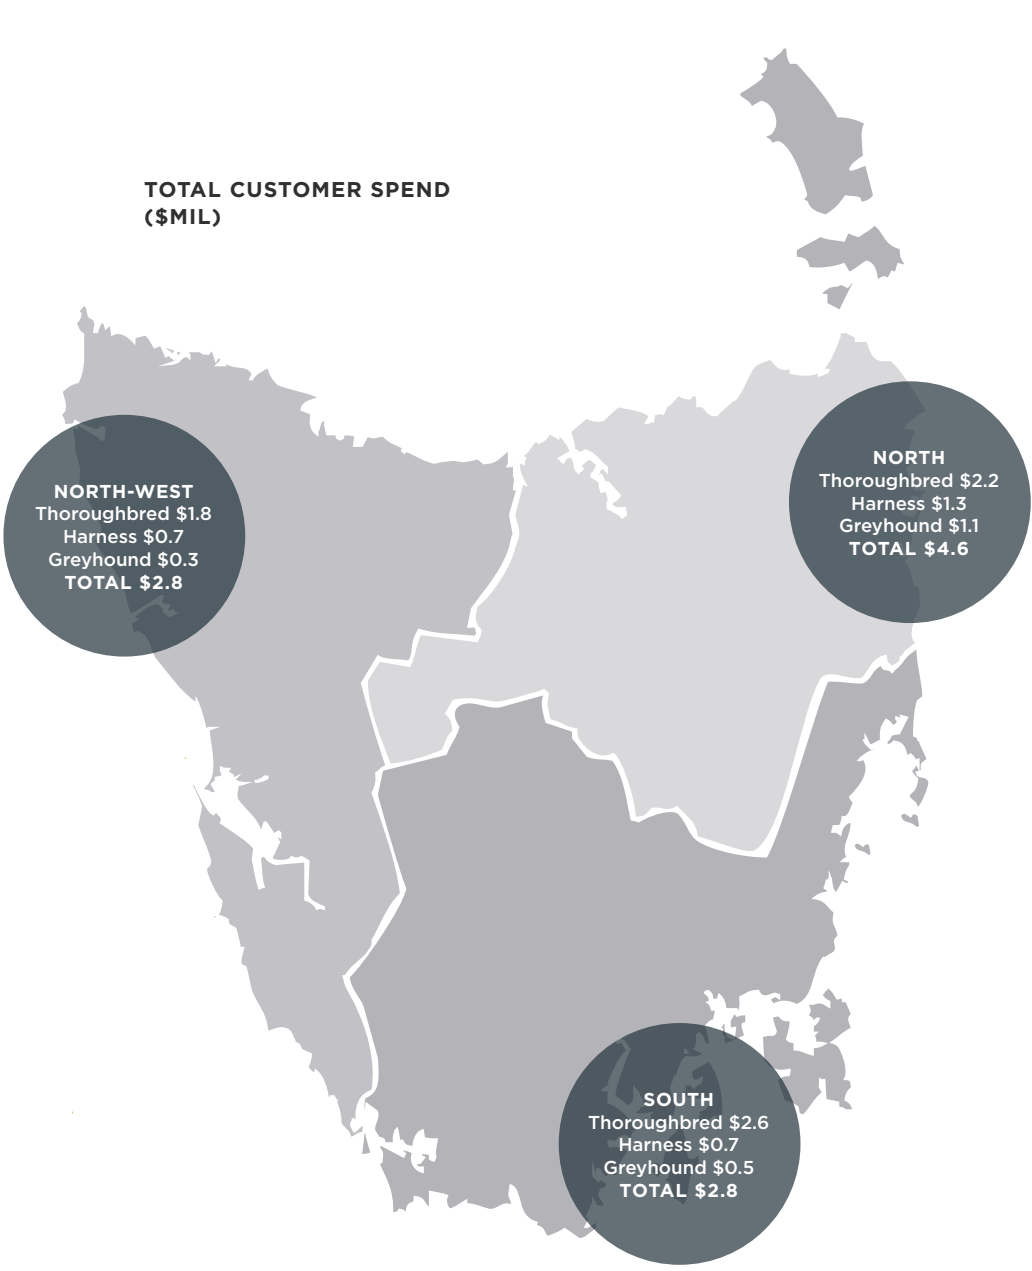 TOTAL CUSTOMER SPEND
($MIL)
NORTH
Thoroughbred $2.2
Harness $1.3
Greyhound $1.1
TOTAL $4.6
NORTH-WEST
Thoroughbred $1.8
Harness $0.7
Greyhound $0.3
TOTAL $2.8
SOUTH
Thoroughbred $2.6
Harness $0.7
Greyhound $0.5
TOTAL $2.8